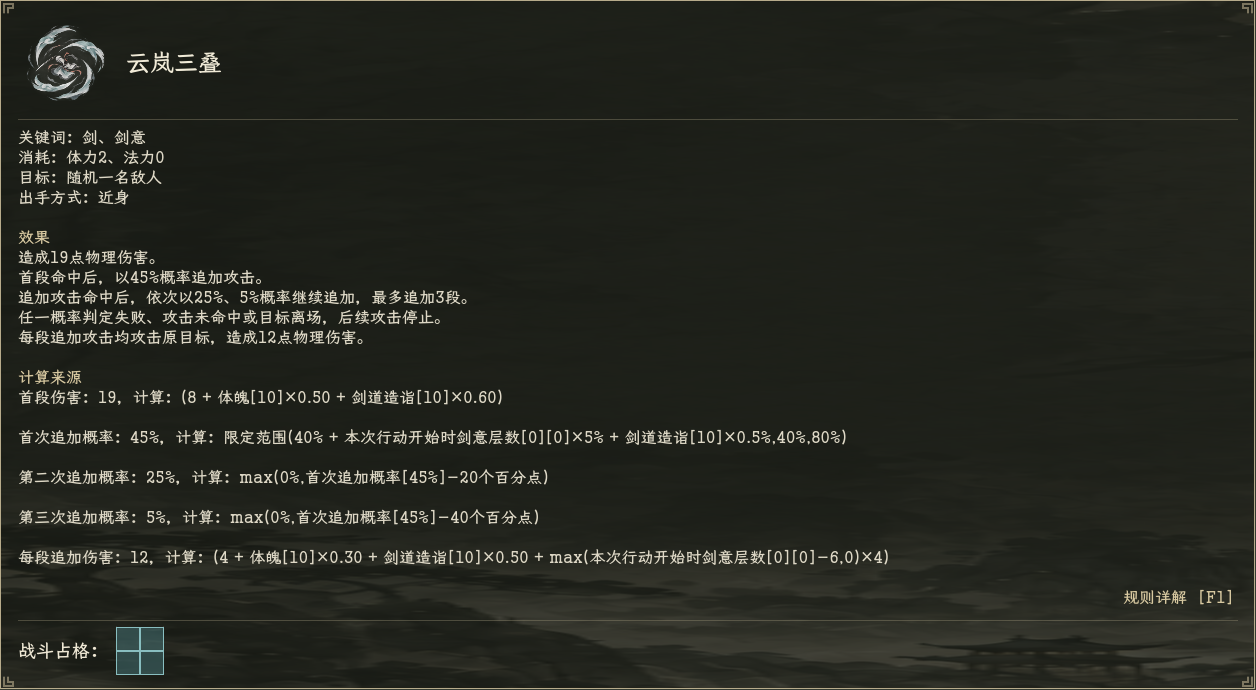 云岚三叠
关键词：剑、剑意
消耗：体力2、法力0
目标：随机一名敌人
出手方式：近身
效果
造成19点物理伤害。
首段命中后，以45%概率追加攻击。
追加攻击命中后，依次以25%、5%概率继续追加，最多追加3段。
任一概率判定失败、攻击未命中或目标离场，后续攻击停止。
每段追加攻击均攻击原目标，造成12点物理伤害。
计算来源
首段伤害：19，计算：(8 + 体魄[10]×0.50 + 剑道造诣[10]×0.60)
首次追加概率：45%，计算：限定范围(40% + 本次行动开始时剑意层数[0][0]×5% + 剑道造诣[10]×0.5%,40%,80%)
第二次追加概率：25%，计算：max(0%,首次追加概率[45%]-20个百分点)
第三次追加概率：5%，计算：max(0%,首次追加概率[45%]-40个百分点)
每段追加伤害：12，计算：(4 + 体魄[10]×0.30 + 剑道造诣[10]×0.50 + max(本次行动开始时剑意层数[0][0]-6,0)×4)
规则详解 [F1]
战斗占格：